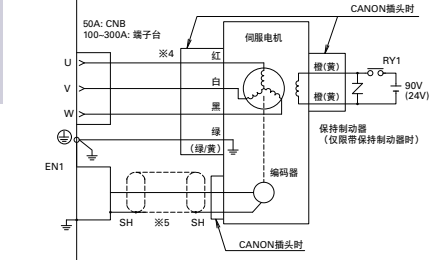 CANON插头时
50A: CNB
100–300A: 端子台
伺服电机
※4
红
RY1
U
橙(黄)
白
V
90V
(24V)
橙(黄)
黑
W
绿
保持制动器
(仅限带保持制动器时)
(绿/黄)
EN1
编码器
SH
※5
SH
CANON插头时